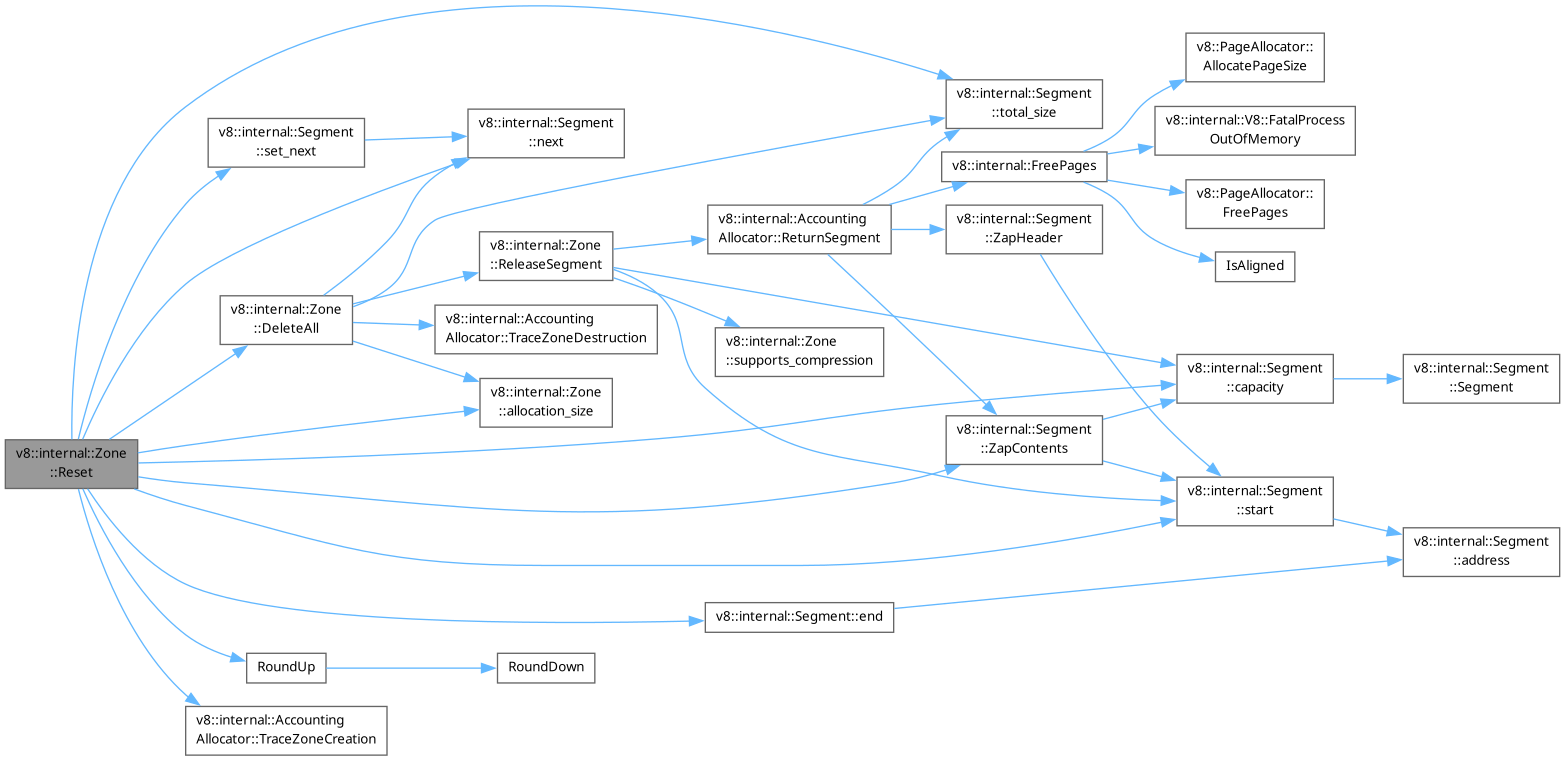 v8::PageAllocator::
AllocatePageSize
v8::internal::Segment
::total_size
v8::internal::V8::FatalProcess
OutOfMemory
v8::internal::Segment
::next
v8::internal::Segment
::set_next
v8::internal::FreePages
v8::PageAllocator::
FreePages
v8::internal::Accounting
Allocator::ReturnSegment
v8::internal::Segment
::ZapHeader
v8::internal::Zone
::ReleaseSegment
IsAligned
v8::internal::Zone
::DeleteAll
v8::internal::Accounting
Allocator::TraceZoneDestruction
v8::internal::Zone
::supports_compression
v8::internal::Segment
::capacity
v8::internal::Segment
::Segment
v8::internal::Zone
::allocation_size
v8::internal::Segment
::ZapContents
v8::internal::Zone
::Reset
v8::internal::Segment
::start
v8::internal::Segment
::address
v8::internal::Segment::end
RoundUp
RoundDown
v8::internal::Accounting
Allocator::TraceZoneCreation